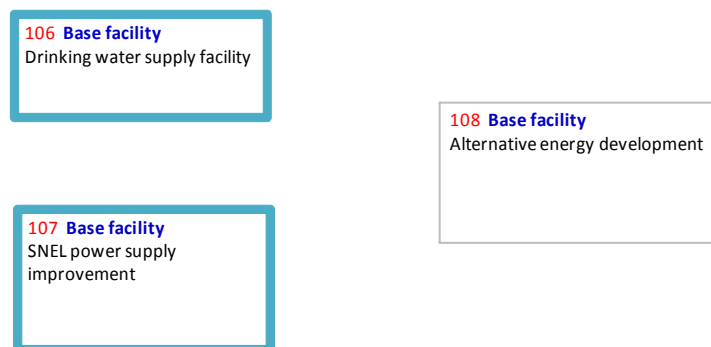 106 Base facility
Drinking water supply facility
108 Base facility
Alternative energy development
107 Base facility
SNEL power supply
improvement